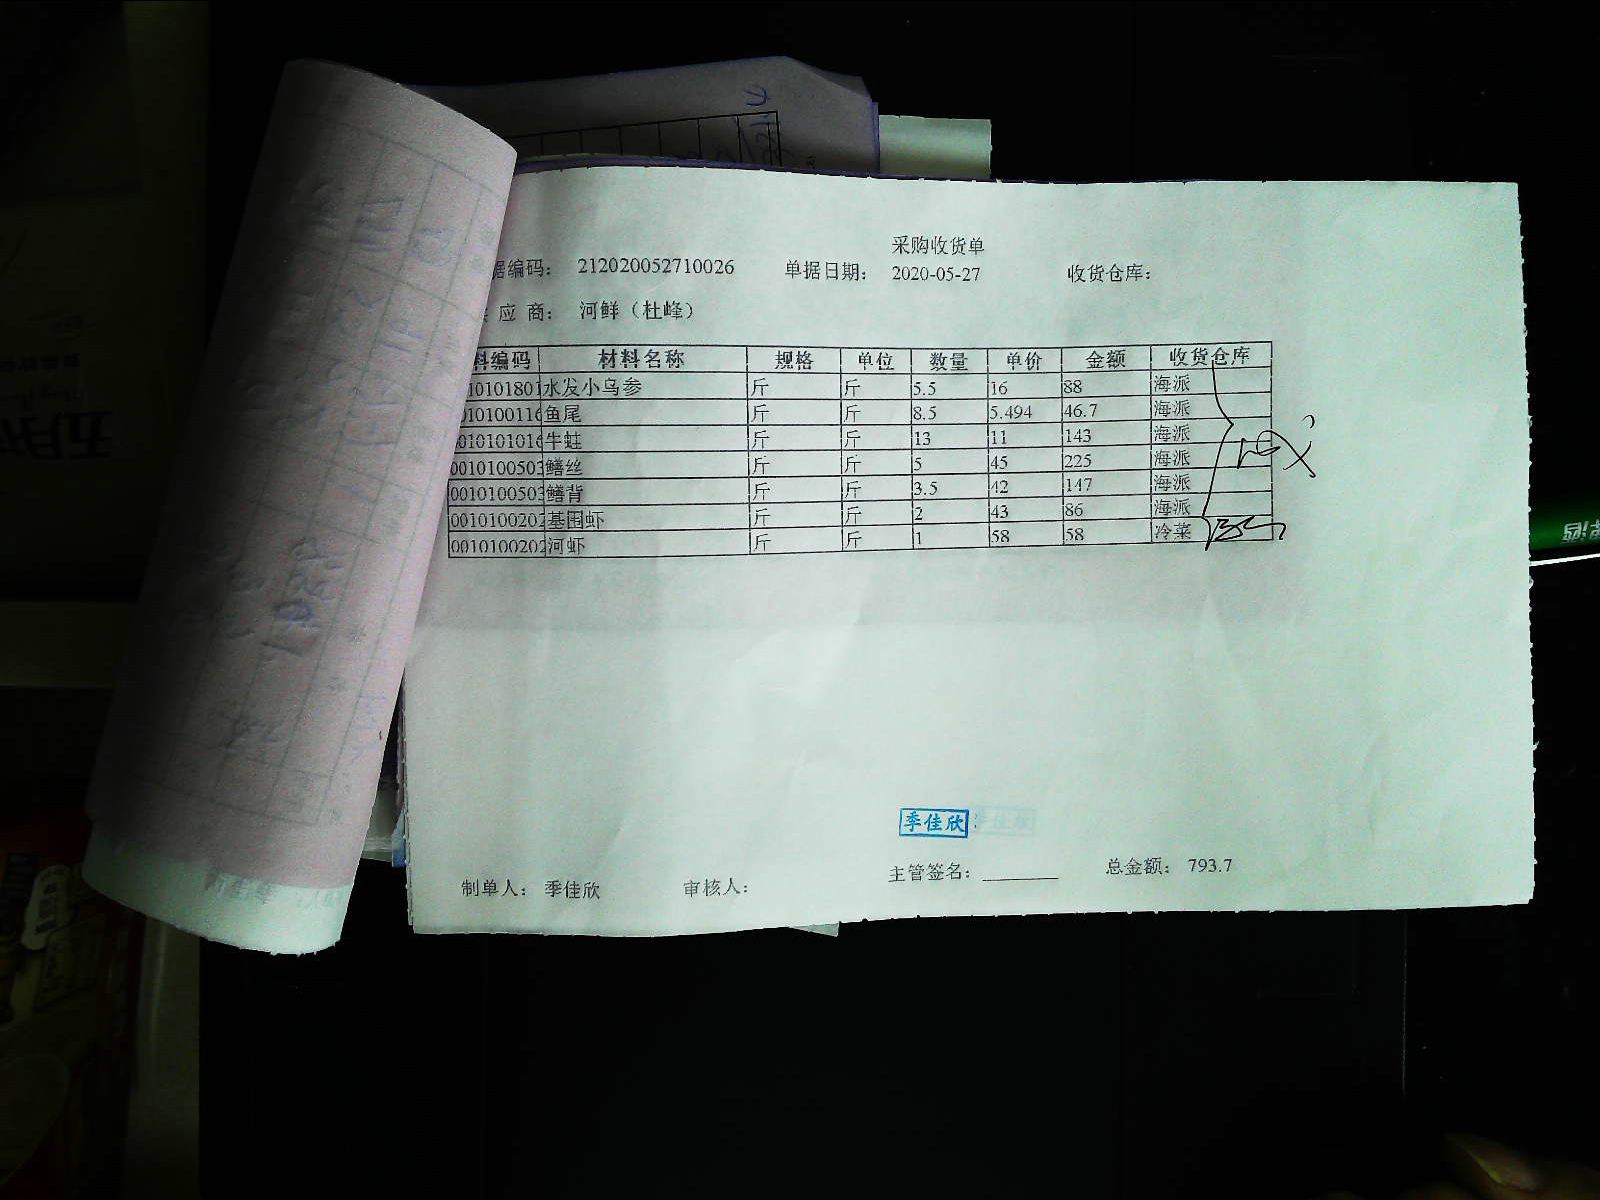 采购收货单
据编码: 212020052710026 单据日期: 2020-05-27 收货仓库:
应 商: 河鲜（杜峰）
料编码 材料名称 规格 单位 数量 单价 金额 收货仓库
010101801 水发小乌参 斤 斤 5.5 16 88 海派
010100116 鱼尾 斤 斤 8.5 5.494 46.7 海派
0010101016 牛蛙 斤 斤 13 11 143 海派
0010100503 鳝丝 斤 斤 5 45 225 海派
0010100503 鳝背 斤 斤 3.5 42 147 海派
0010100202 基围虾 斤 斤 2 43 86 海派
0010100202 河虾 斤 斤 1 58 58 冷菜
季佳欣
制单人: 季佳欣 审核人: 主管签名: ________ 总金额: 793.7